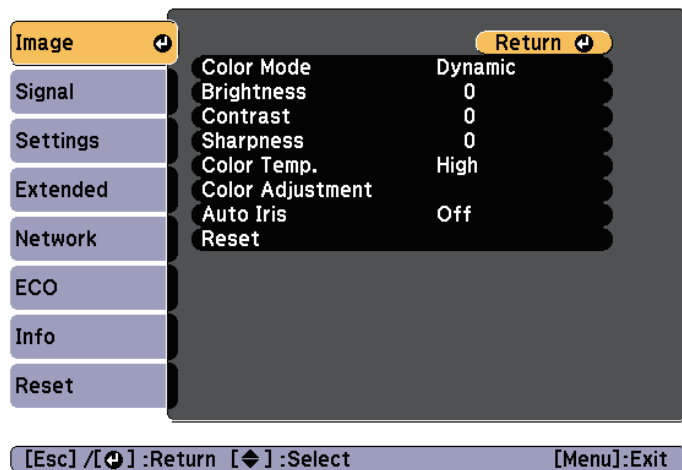 Image
Signal
Settings
Extended
Network
ECO
Info
Reset
Return
Color Mode Dynamic
Brightness 0
Contrast 0
Sharpness 0
Color Temp. High
Color Adjustment
Auto Iris Off
Reset
[Esc] /[⏎] :Return [◆] :Select [Menu]:Exit